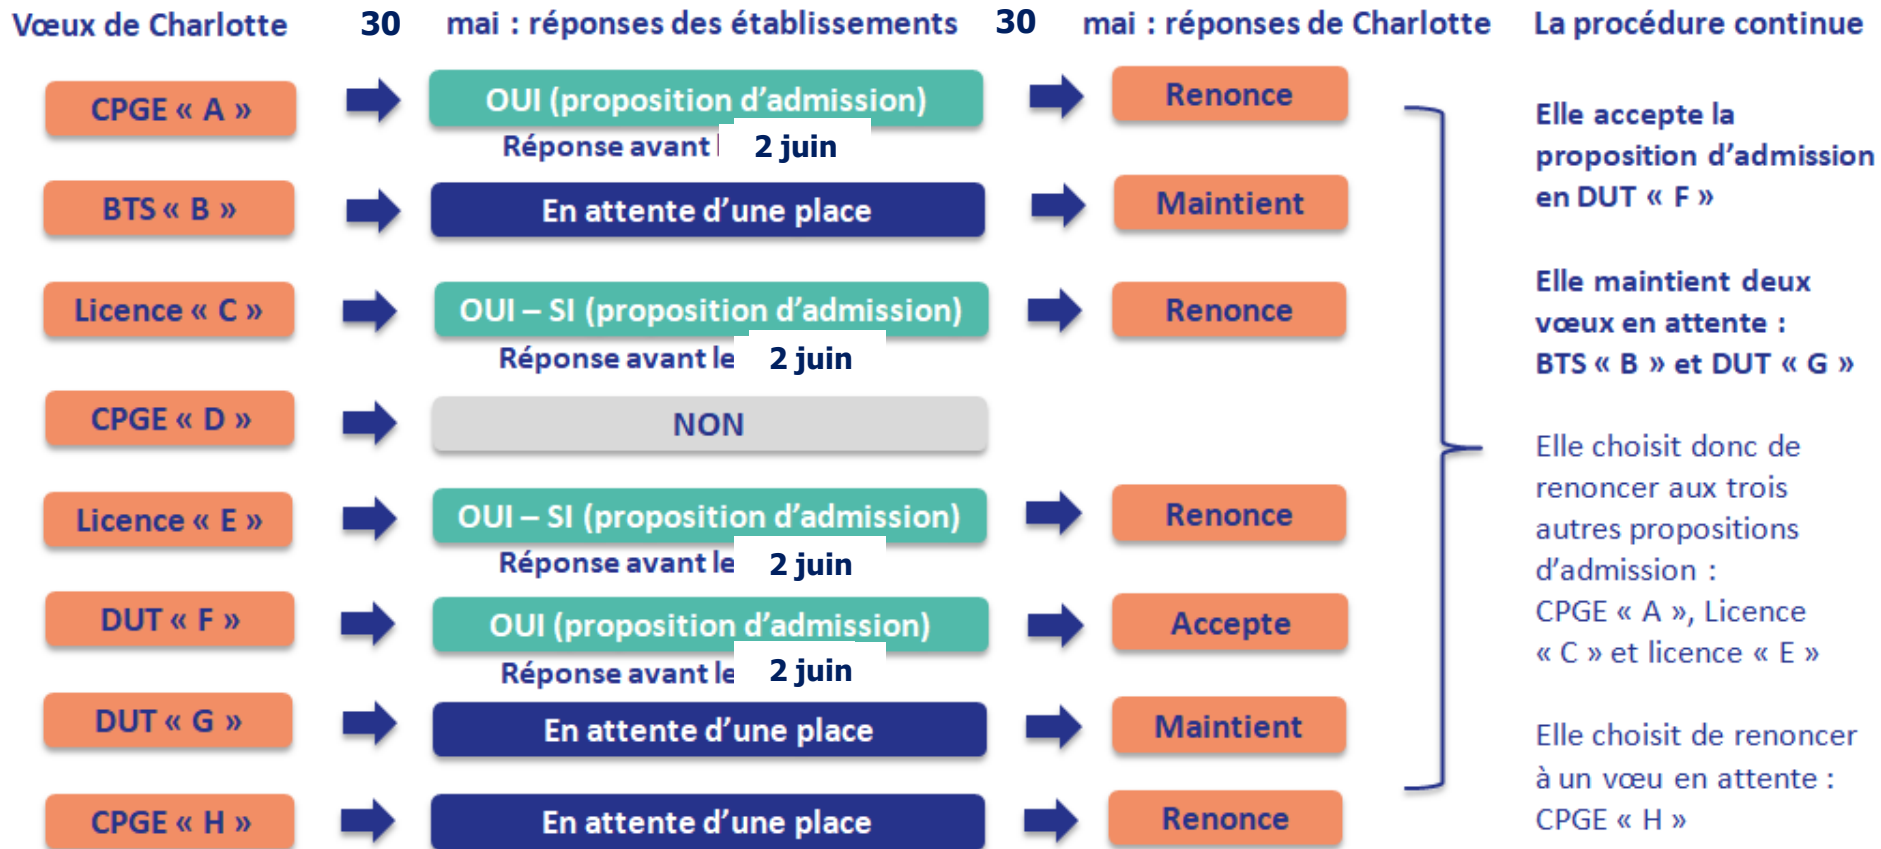 Vœux de Charlotte
30 mai : réponses des établissements
30 mai : réponses de Charlotte
La procédure continue
CPGE « A »
OUI (proposition d'admission)
Réponse avant 2 juin
Renonce
BTS « B »
En attente d'une place
Maintient
Licence « C »
OUI – SI (proposition d'admission)
Réponse avant le 2 juin
Renonce
CPGE « D »
NON
Licence « E »
OUI – SI (proposition d'admission)
Réponse avant le 2 juin
Renonce
DUT « F »
OUI (proposition d'admission)
Réponse avant le 2 juin
Accepte
DUT « G »
En attente d'une place
Maintient
CPGE « H »
En attente d'une place
Renonce
Elle accepte la
proposition d'admission
en DUT « F »
Elle maintient deux
vœux en attente :
BTS « B » et DUT « G »
Elle choisit donc de
renoncer aux trois
autres propositions
d'admission :
CPGE « A », Licence
« C » et licence « E »
Elle choisit de renoncer
à un vœu en attente :
CPGE « H »